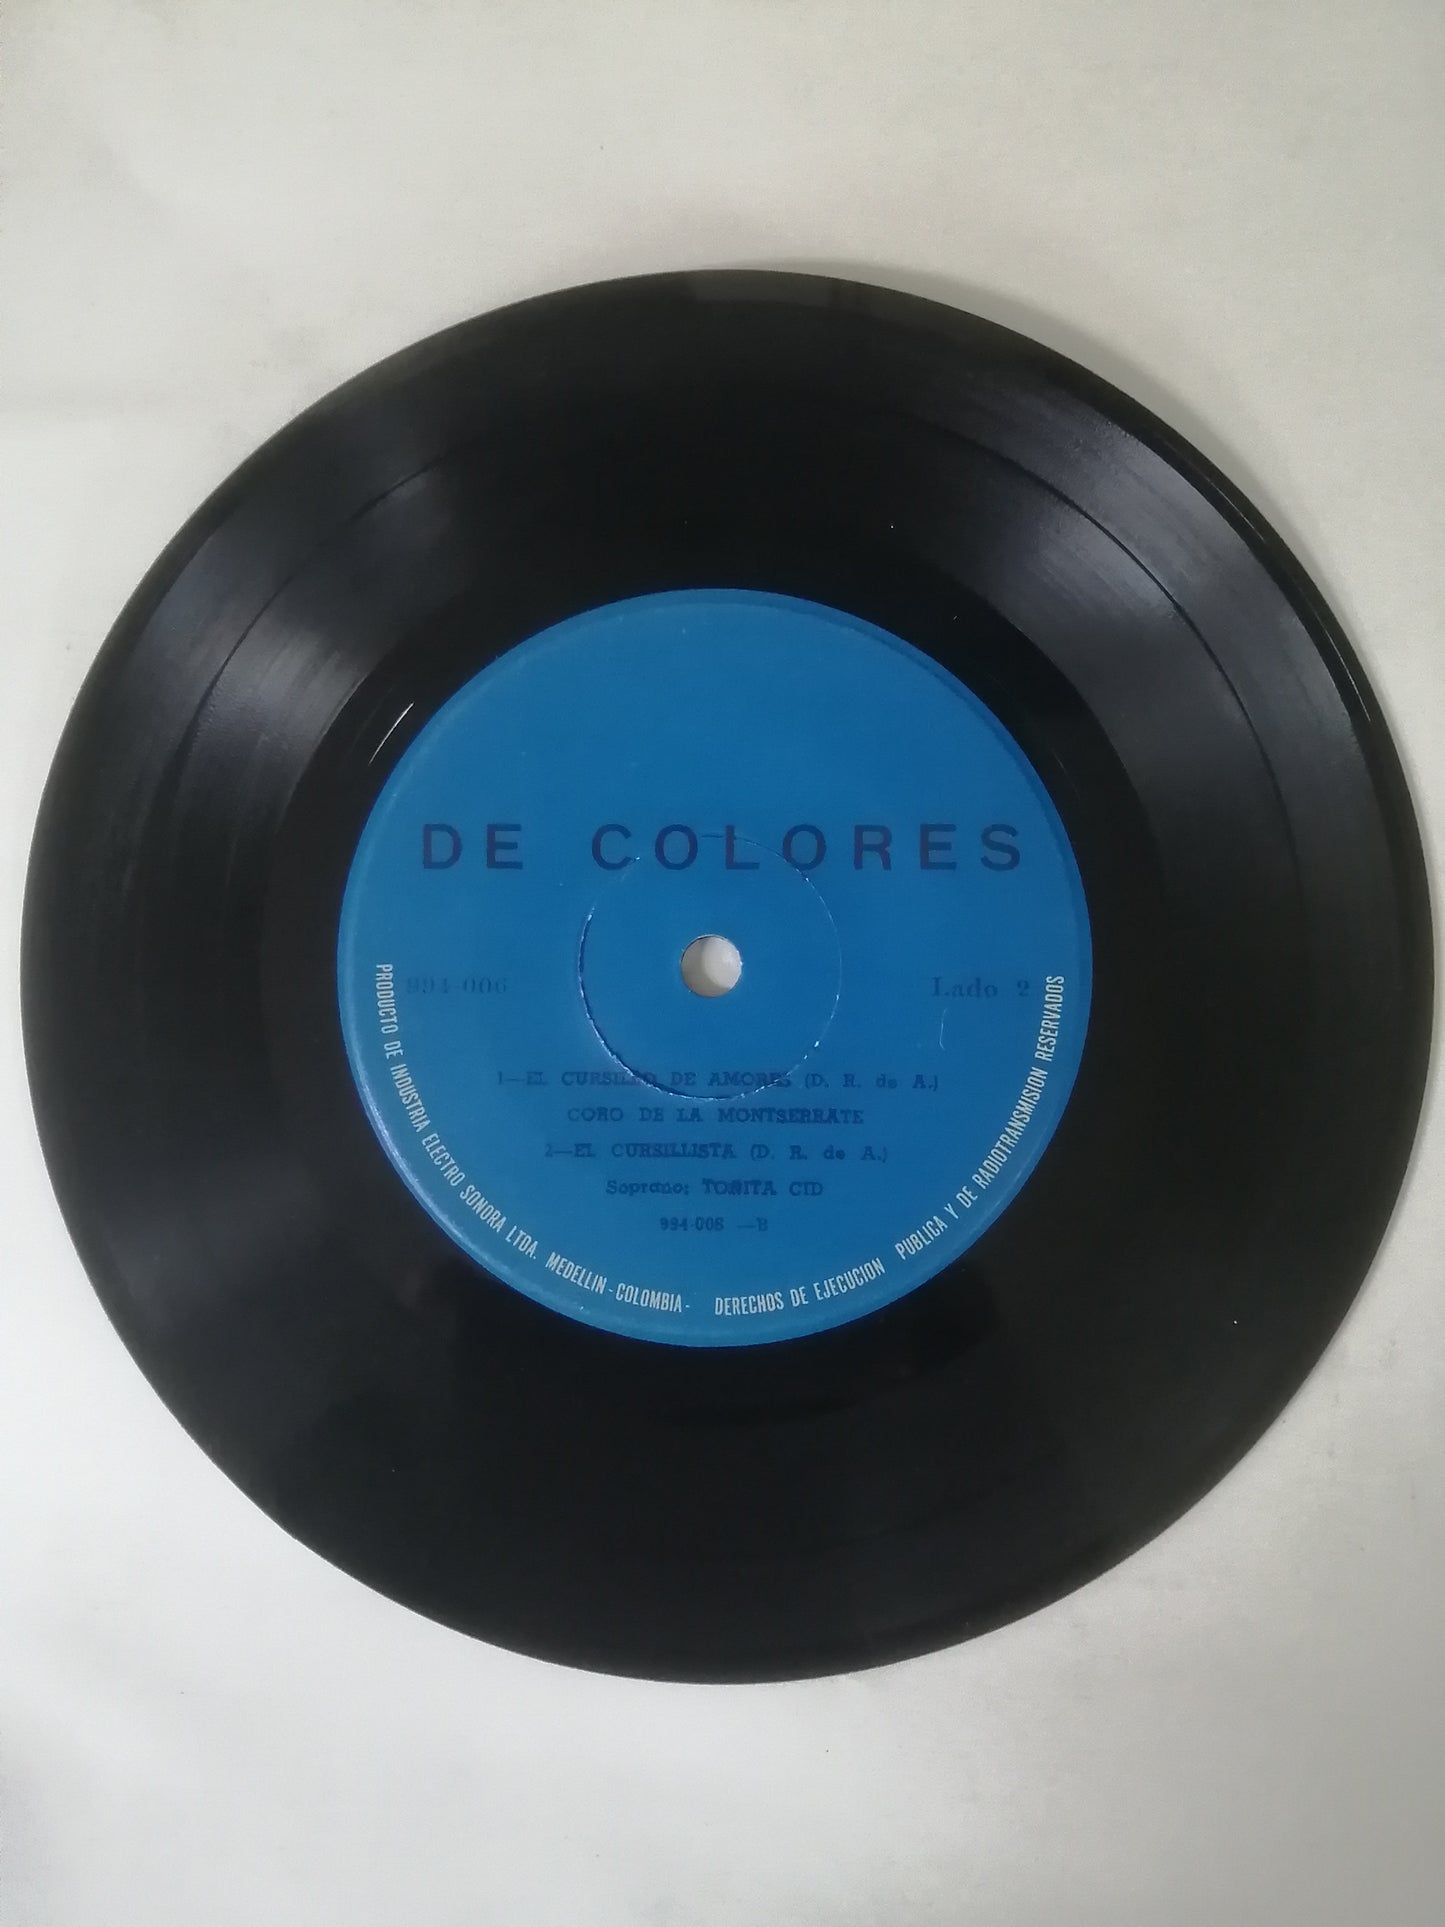 DE COLORES
994-006 Lado 2
1—EL CURSILLO DE AMORES (D. R. de A.)
CORO DE LA MONTSERRATE
2—EL CURSILLISTA (D. R. de A.)
Soprano: TOÑITA CID
994-006 —B
PRODUCTO DE INDUSTRIA ELECTRO SONORA LTDA. MEDELLIN - COLOMBIA - DERECHOS DE EJECUCION PUBLICA Y DE RADIOTRANSMISION RESERVADOS